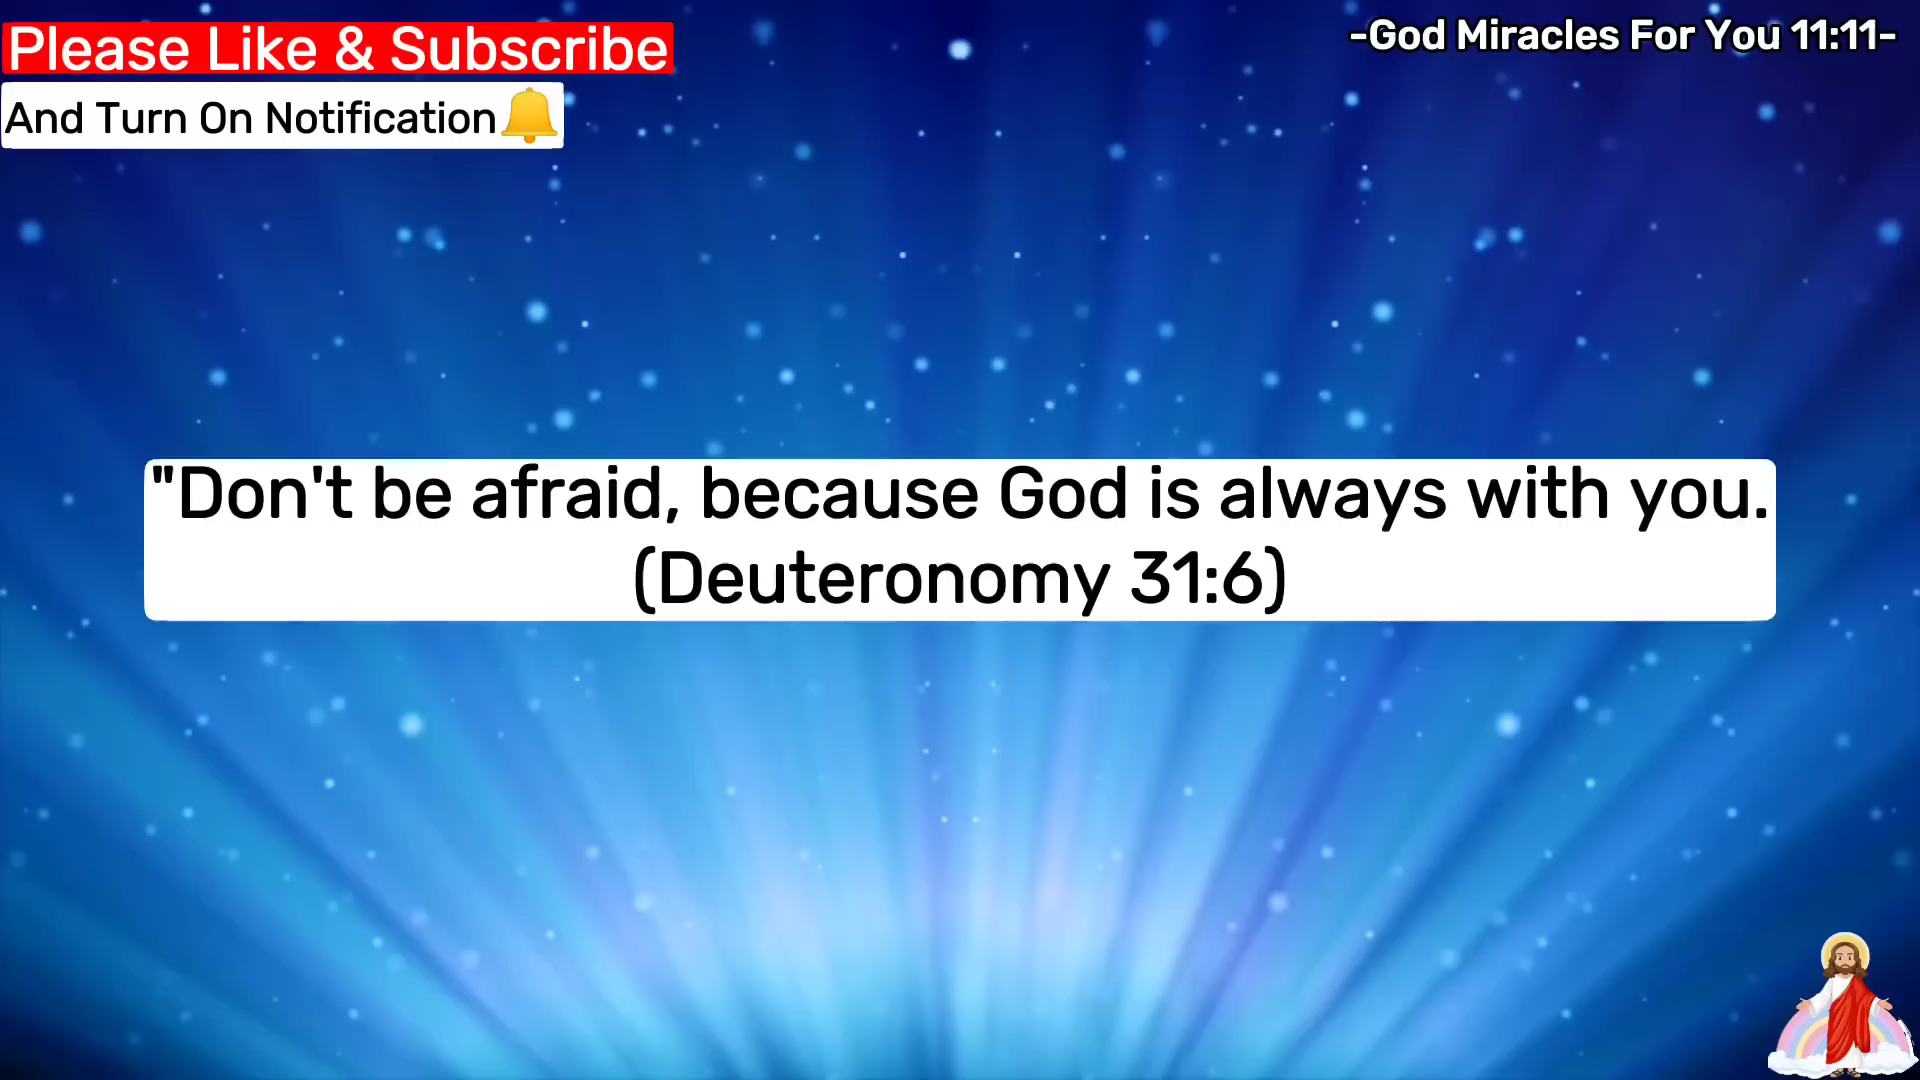 Please Like & Subscribe
-God Miracles For You 11:11-
And Turn On Notification🔔
"Don't be afraid, because God is always with you.
(Deuteronomy 31:6)